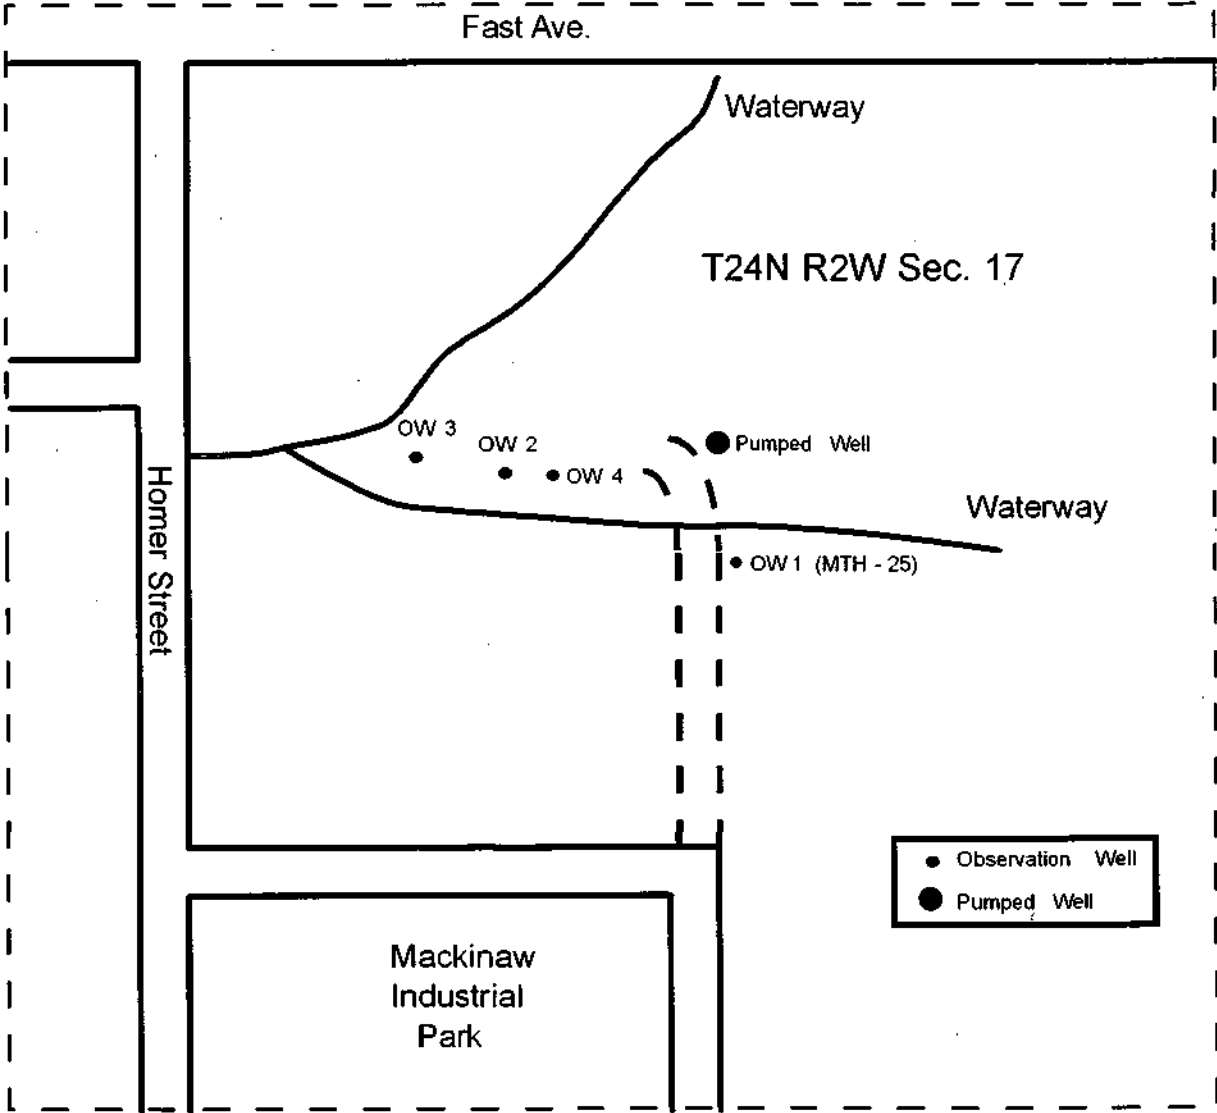 Fast Ave.
Waterway
T24N R2W Sec. 17
OW 3
OW 2
Pumped Well
OW 4
Waterway
Homer Street
OW 1 (MTH - 25)
Observation Well
Pumped Well
Mackinaw
Industrial
Park